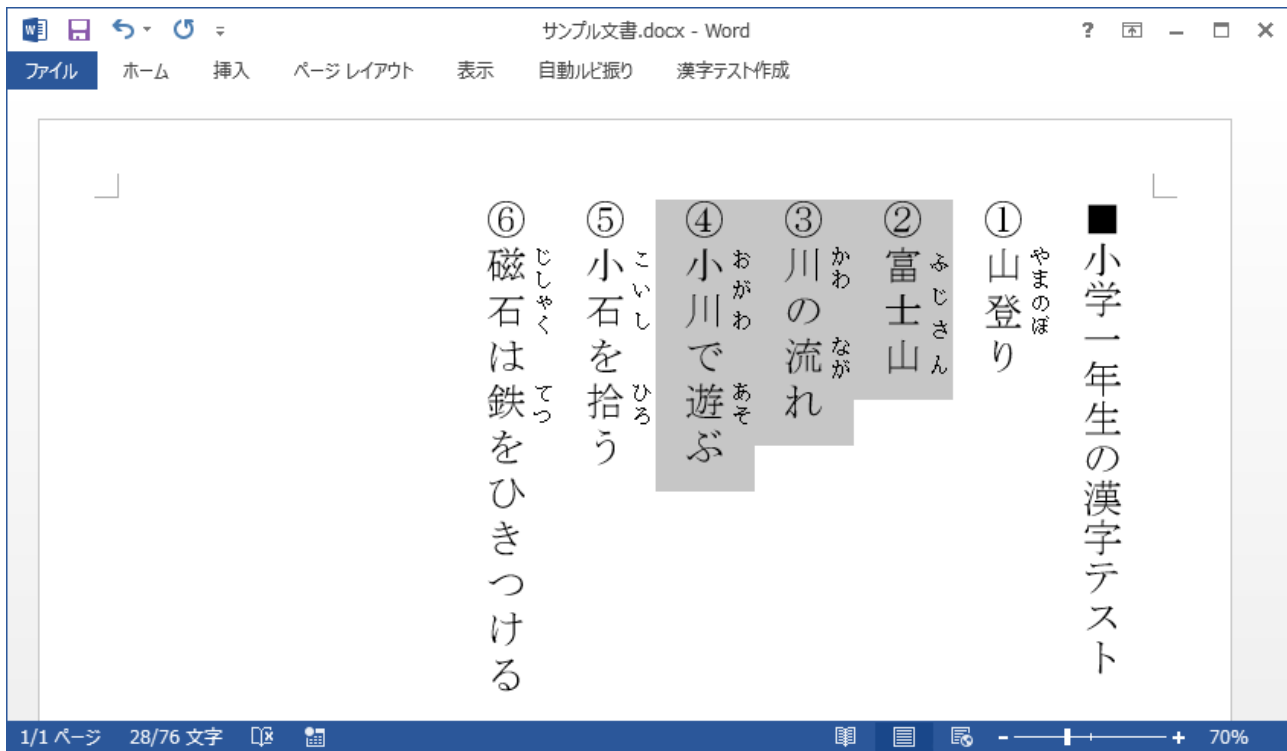 サンプル文書.docx - Word
ファイル ホーム 挿入 ページ レイアウト 表示 自動ルビ振り 漢字テスト作成
■小学一年生の漢字テスト
やまのぼ
①山登り
ふじさん
②富士山
かわ なが
③川の流れ
おがわ あそ
④小川で遊ぶ
こいし ひろ
⑤小石を拾う
じしゃく てつ
⑥磁石は鉄をひきつける
1/1 ページ 28/76 文字 70%